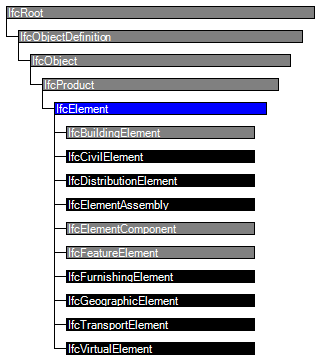 IfcRoot
IfcObjectDefinition
IfcObject
IfcProduct
IfcElement
IfcBuildingElement
IfcCivilElement
IfcDistributionElement
IfcElementAssembly
IfcElementComponent
IfcFeatureElement
IfcFurnishingElement
IfcGeographicElement
IfcTransportElement
IfcVirtualElement